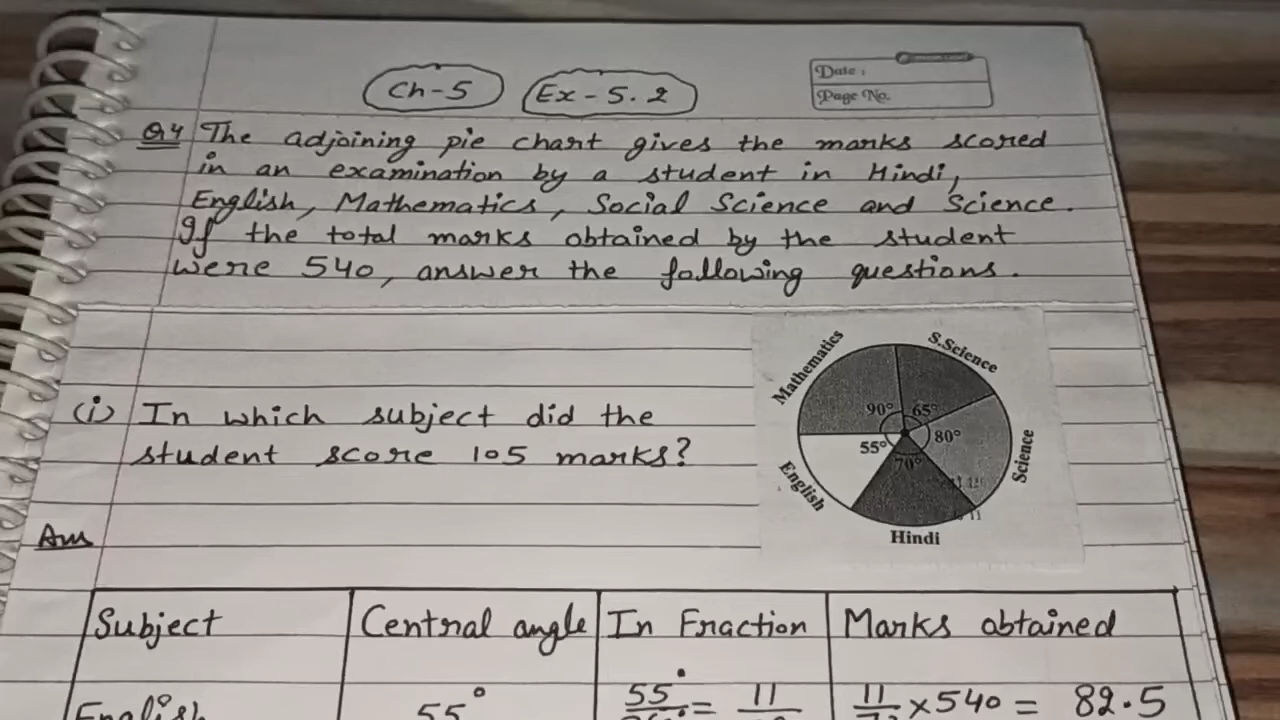 Ch-5 Ex-5.2
Date :
Page No.
Q4 The adjoining pie chart gives the marks scored
in an examination by a student in Hindi,
English, Mathematics, Social Science and Science.
If the total marks obtained by the student
were 540, answer the following questions.
(i) In which subject did the
student score 105 marks?
Mathematics
S.Science
90°
65°
80°
55°
70°
Science
English
Hindi
Ans
Subject
Central angle
In Fraction
Marks obtained
English
55°
55° = 11
11 × 540 = 82.5